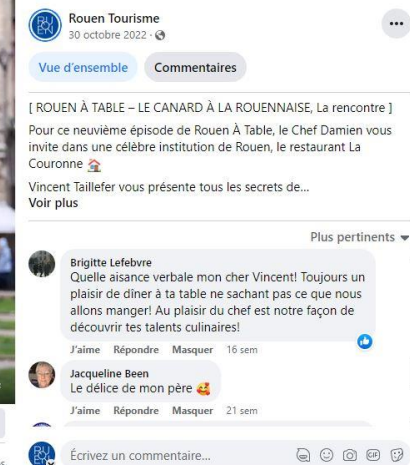 Rouen Tourisme
30 octobre 2022 ·
Vue d'ensemble
Commentaires
[ ROUEN À TABLE – LE CANARD À LA ROUENNAISE, La rencontre ]
Pour ce neuvième épisode de Rouen À Table, le Chef Damien vous
invite dans une célèbre institution de Rouen, le restaurant La
Couronne 🏠
Vincent Taillefer vous présente tous les secrets de...
Voir plus
Plus pertinents
Brigitte Lefebvre
Quelle aisance verbale mon cher Vincent! Toujours un
plaisir de dîner à ta table ne sachant pas ce que nous
allons manger! Au plaisir du chef est notre façon de
découvrir tes talents culinaires!
J'aime Répondre Masquer 16 sem
Jacqueline Been
Le délice de mon père 🥰
J'aime Répondre Masquer 21 sem
Écrivez un commentaire...
GIF